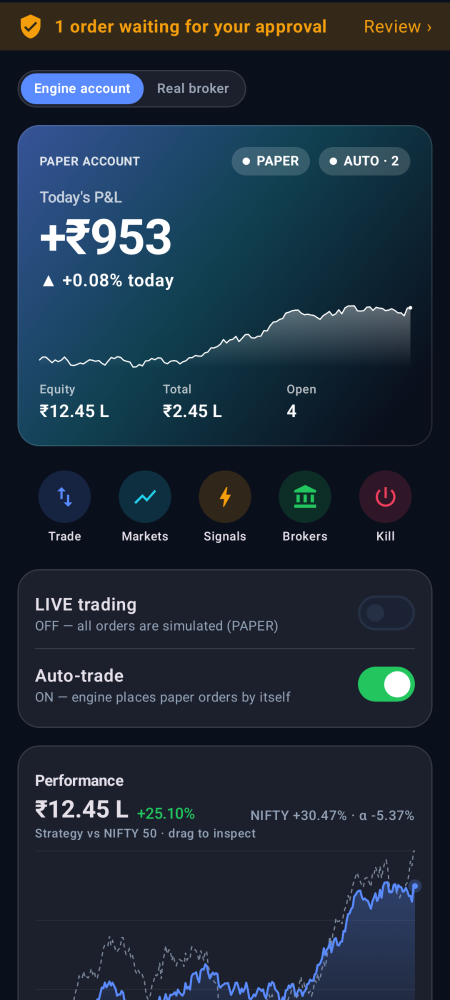 1 order waiting for your approval Review ›
Engine account Real broker
PAPER ACCOUNT ● PAPER ● AUTO · 2
Today's P&L
+₹953
▲ +0.08% today
Equity Total Open
₹12.45 L ₹2.45 L 4
Trade Markets Signals Brokers Kill
LIVE trading
OFF — all orders are simulated (PAPER)
Auto-trade
ON — engine places paper orders by itself
Performance
₹12.45 L +25.10% NIFTY +30.47% · α -5.37%
Strategy vs NIFTY 50 · drag to inspect